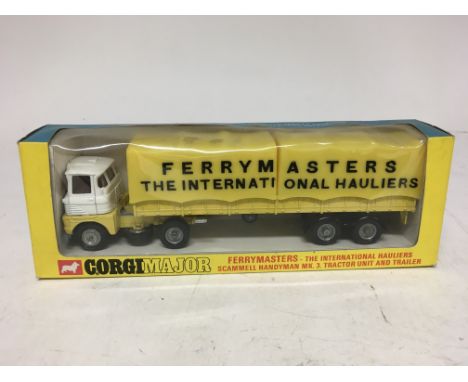 FERRYMASTERS
THE INTERNATIONAL HAULIERS
CORGI MAJOR
FERRYMASTERS - THE INTERNATIONAL HAULIERS
SCAMMELL HANDYMAN MK. 3. TRACTOR UNIT AND TRAILER